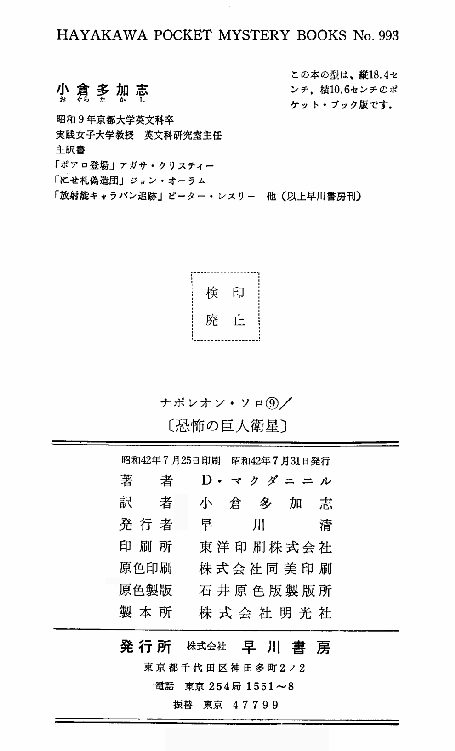 HAYAKAWA POCKET MYSTERY BOOKS No. 993
この本の型は、縦18.4セ
ンチ，横10.6センチのポ
ケット・ブック版です．
小倉多加志
お ぐら た か し
昭和9年京都大学英文科卒
実践女子大学教授 英文科研究室主任
主訳書
「ポアロ登場」アガサ・クリスティー
「にせ札偽造団」ジョン・オーラム
「放射能キャラバン追跡」ピーター・レスリー 他（以上早川書房刊）
検印
廃止
ナポレオン・ソロ⑨／
〔恐怖の巨人衛星〕
昭和42年7月25日印刷 昭和42年7月31日発行
著者 D・マクダニエル
訳者 小倉多加志
発行者 早川清
印刷所 東洋印刷株式会社
原色印刷 株式会社同美印刷
原色製版 石井原色版製版所
製本所 株式会社明光社
発行所 株式会社 早川書房
東京都千代田区神田多町2ノ2
電話 東京254局1551～8
振替 東京 47799